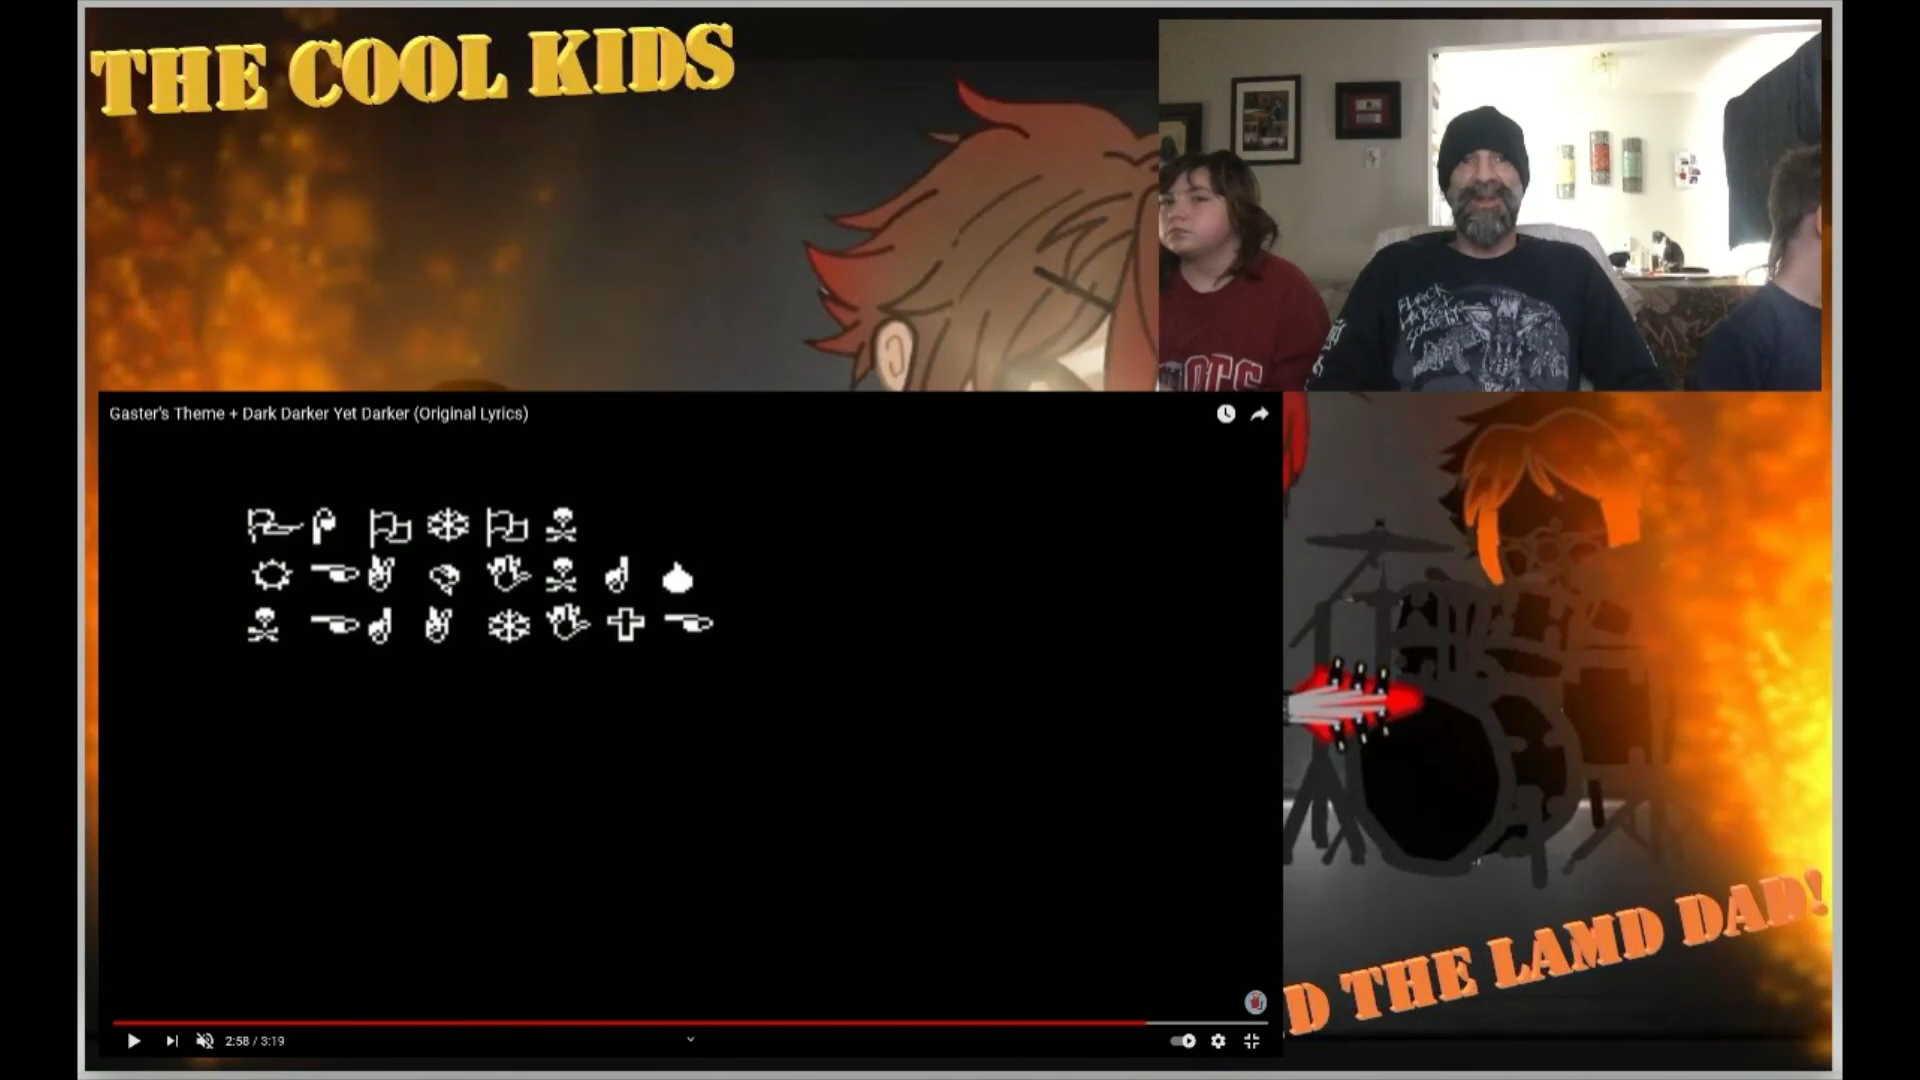 THE COOL KIDS
Gaster's Theme + Dark Darker Yet Darker (Original Lyrics)
🏱︎🟆⚐❄⚐☠
☼☜✌😐✋☠☝💧
☠☜☝✌❄✋✞☜
2:58 / 3:19
D THE LAMD DAD!